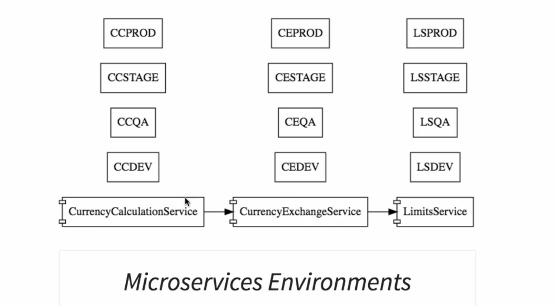 CCPROD CEPROD LSPROD
CCSTAGE CESTAGE LSSTAGE
CCQA CEQA LSQA
CCDEV CEDEV LSDEV
CurrencyCalculationService CurrencyExchangeService LimitsService
Microservices Environments